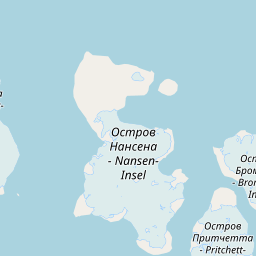 Остров
Нансена
- Nansen-
Insel
Остров
Притчетта
- Pritchett-